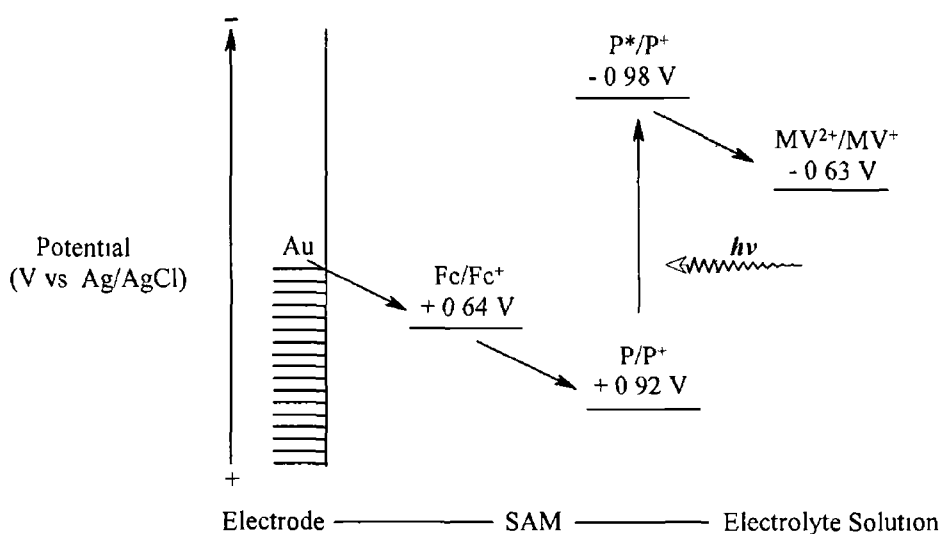 −
P*/P⁺
- 0 98 V
MV²⁺/MV⁺
- 0 63 V
Potential
(V vs Ag/AgCl)
Au
hν
Fc/Fc⁺
+ 0 64 V
P/P⁺
+ 0 92 V
+
Electrode — SAM — Electrolyte Solution